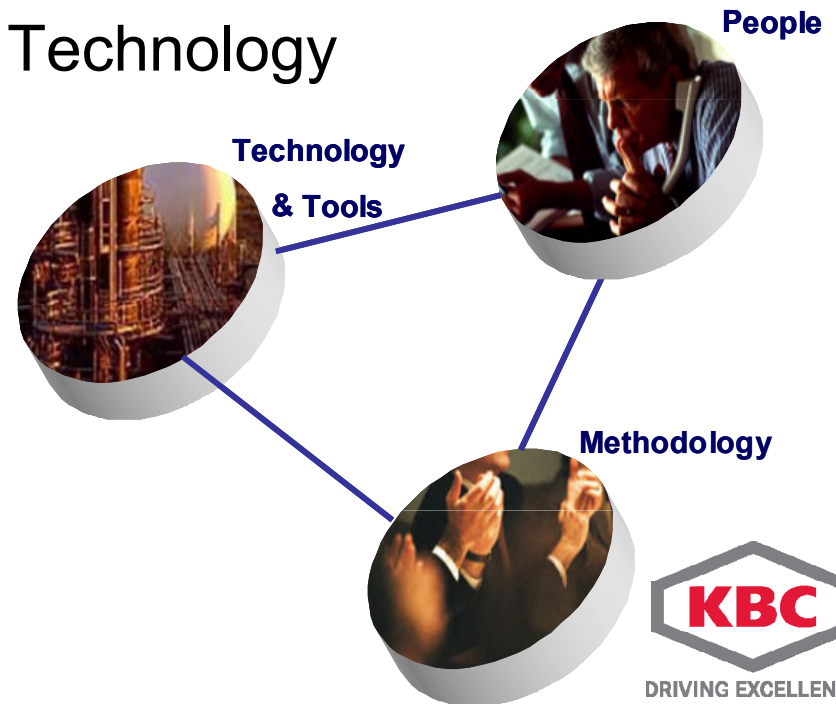 Technology
People
Technology
& Tools
Methodology
KBC
DRIVING EXCELLEN